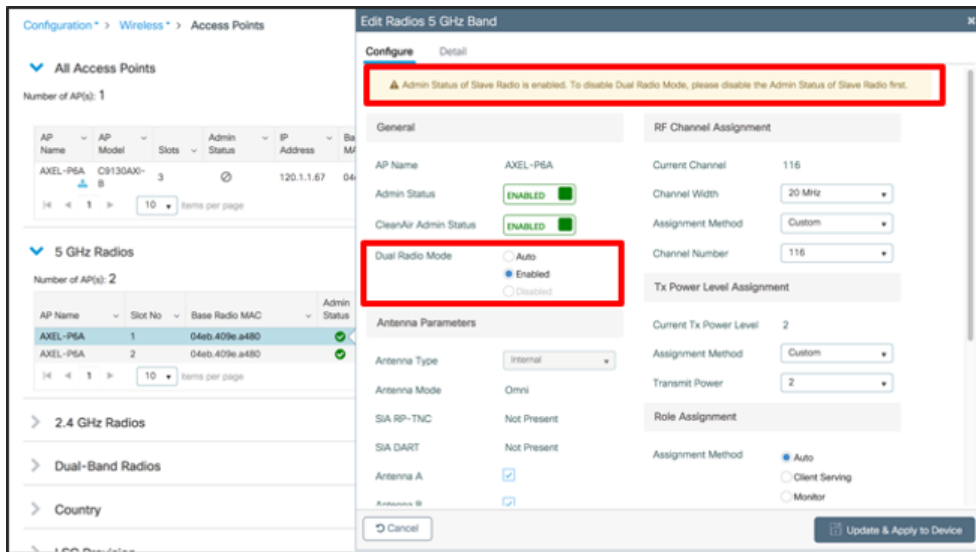 Configuration * > Wireless * > Access Points
All Access Points
Number of AP(s): 1
AP Name AP Model Slots Admin Status IP Address
AXEL-P6A C9130AXI-B 3 120.1.1.67
1 10 items per page
5 GHz Radios
Number of AP(s): 2
AP Name Slot No Base Radio MAC Admin Status
AXEL-P6A 1 04eb.409e.a480
AXEL-P6A 2 04eb.409e.a480
1 10 items per page
2.4 GHz Radios
Dual-Band Radios
Country
Edit Radios 5 GHz Band
Configure Detail
Admin Status of Slave Radio is enabled. To disable Dual Radio Mode, please disable the Admin Status of Slave Radio first.
General
AP Name AXEL-P6A
Admin Status ENABLED
CleanAir Admin Status ENABLED
Dual Radio Mode Auto
Enabled
Disabled
Antenna Parameters
Antenna Type Internal
Antenna Mode Omni
SIA RP-TNC Not Present
SIA DART Not Present
Antenna A
Antenna B
RF Channel Assignment
Current Channel 116
Channel Width 20 MHz
Assignment Method Custom
Channel Number 116
Tx Power Level Assignment
Current Tx Power Level 2
Assignment Method Custom
Transmit Power 2
Role Assignment
Assignment Method Auto
Client Serving
Monitor
Cancel
Update & Apply to Device